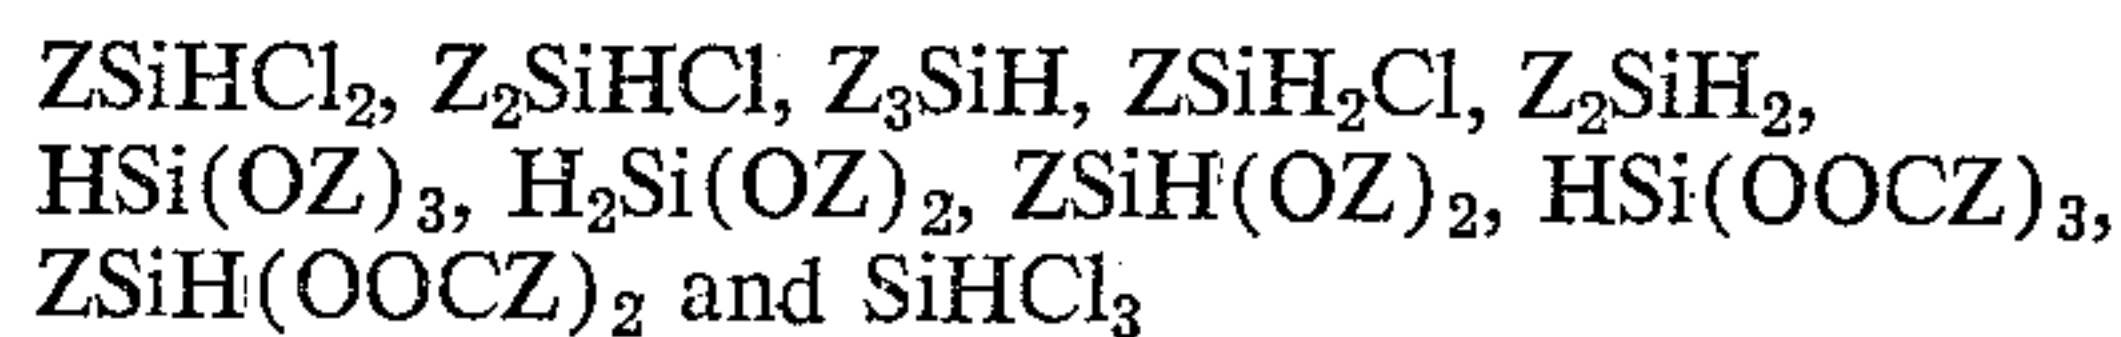 ZSiHCl₂, Z₂SiHCl, Z₃SiH, ZSiH₂Cl, Z₂SiH₂,
HSi(OZ)₃, H₂Si(OZ)₂, ZSiH(OZ)₂, HSi(OOCZ)₃,
ZSiH(OOCZ)₂ and SiHCl₃